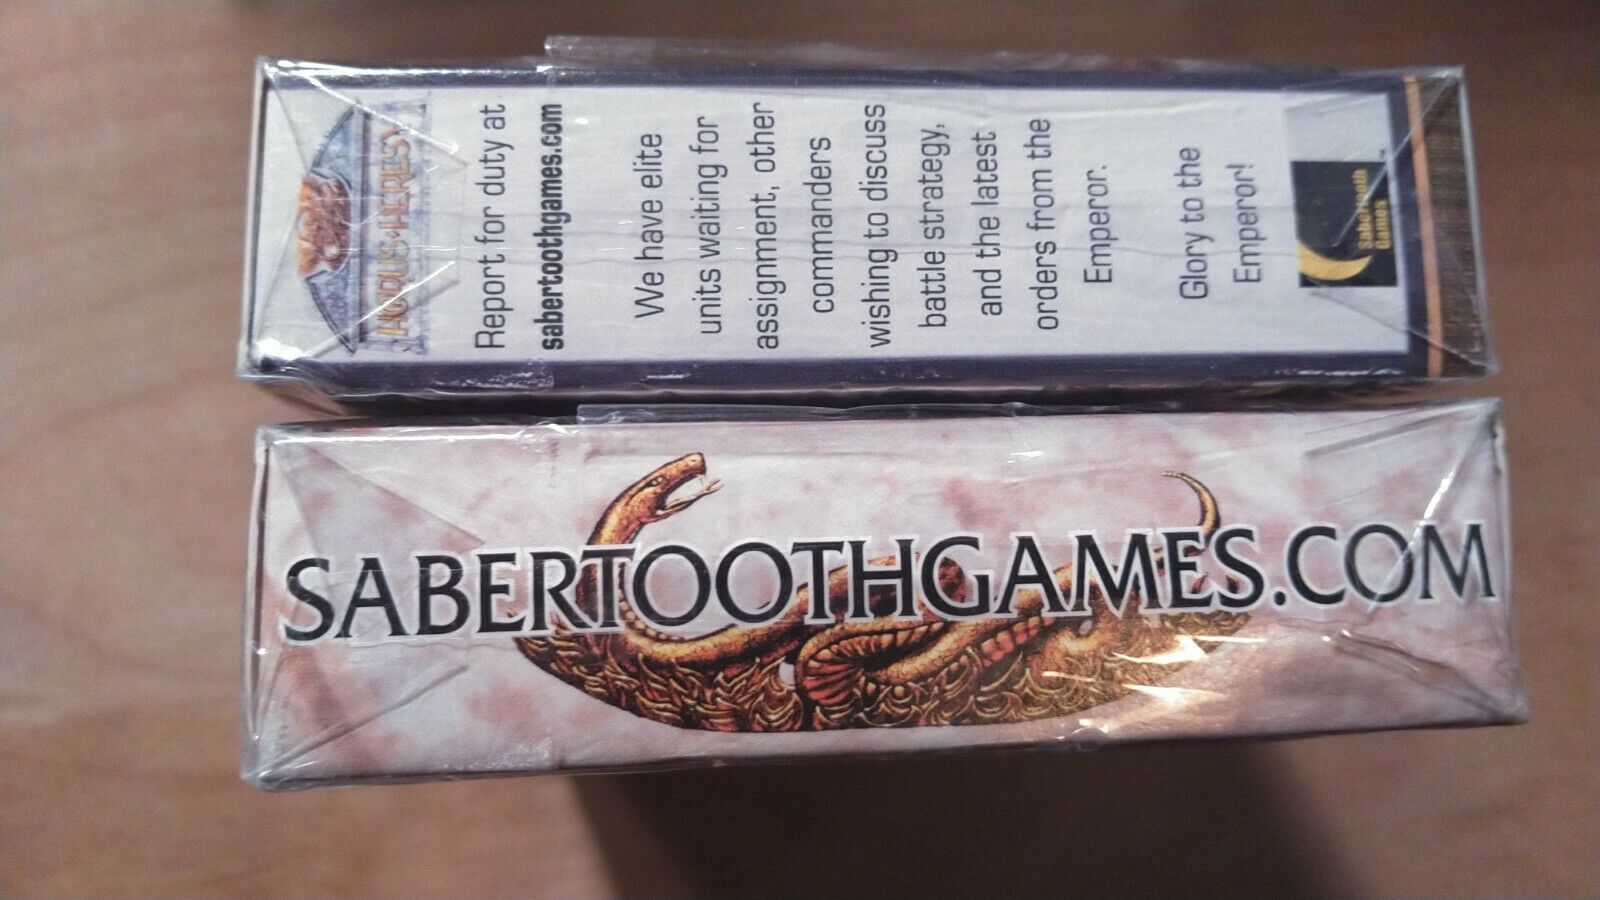 HORUS HERESY
Report for duty at
sabertoothgames.com
We have elite
units waiting for
assignment, other
commanders
wishing to discuss
battle strategy,
and the latest
orders from the
Emperor.
Glory to the
Emperor!
Sabertooth
Games
™
SABERTOOTHGAMES.COM